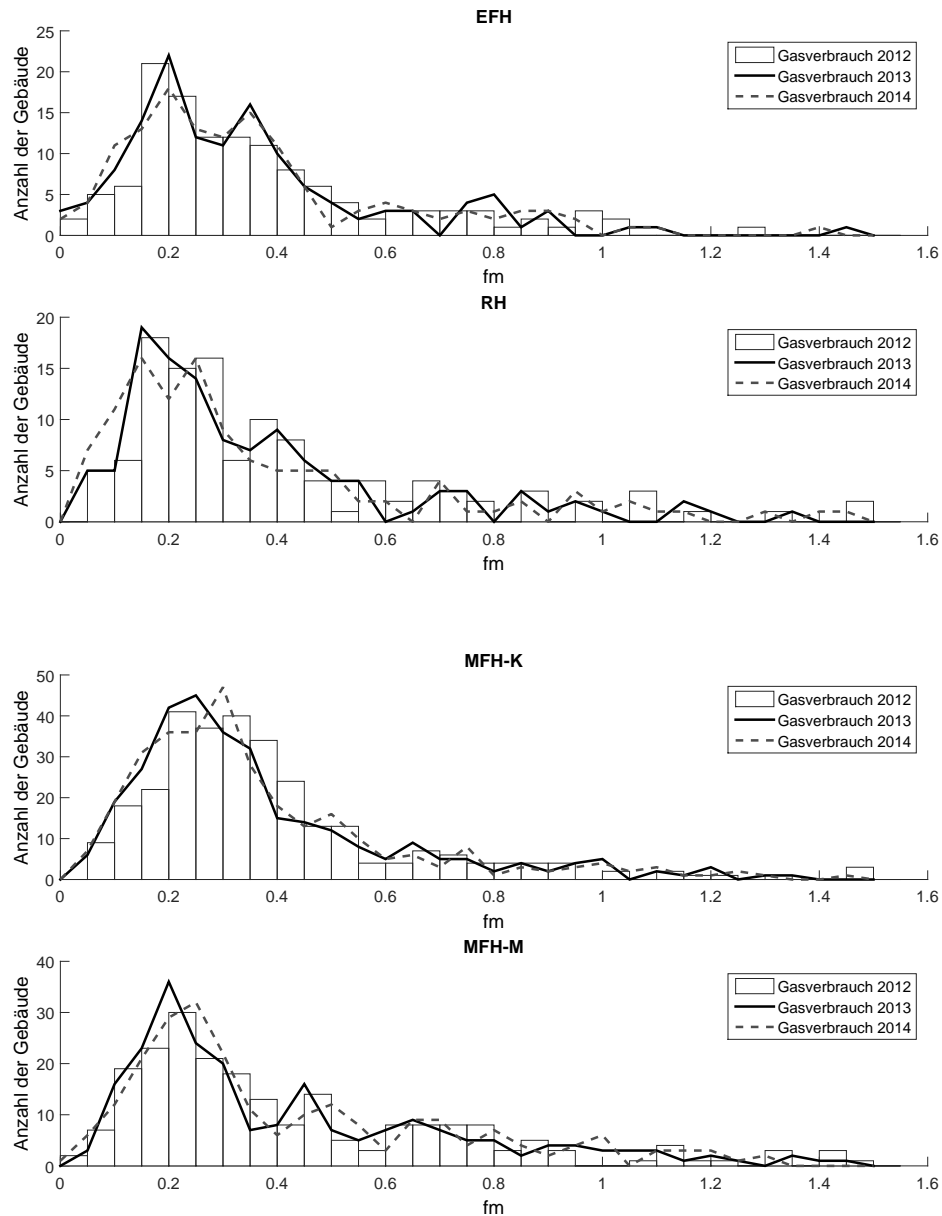 EFH
25
20
15
10
5
0
Anzahl der Gebäude
0 0.2 0.4 0.6 0.8 1 1.2 1.4 1.6
fm
Gasverbrauch 2012
Gasverbrauch 2013
Gasverbrauch 2014
RH
20
15
10
5
0
Anzahl der Gebäude
0 0.2 0.4 0.6 0.8 1 1.2 1.4 1.6
fm
Gasverbrauch 2012
Gasverbrauch 2013
Gasverbrauch 2014
MFH-K
50
40
30
20
10
0
Anzahl der Gebäude
0 0.2 0.4 0.6 0.8 1 1.2 1.4 1.6
fm
Gasverbrauch 2012
Gasverbrauch 2013
Gasverbrauch 2014
MFH-M
40
30
20
10
0
Anzahl der Gebäude
0 0.2 0.4 0.6 0.8 1 1.2 1.4 1.6
fm
Gasverbrauch 2012
Gasverbrauch 2013
Gasverbrauch 2014